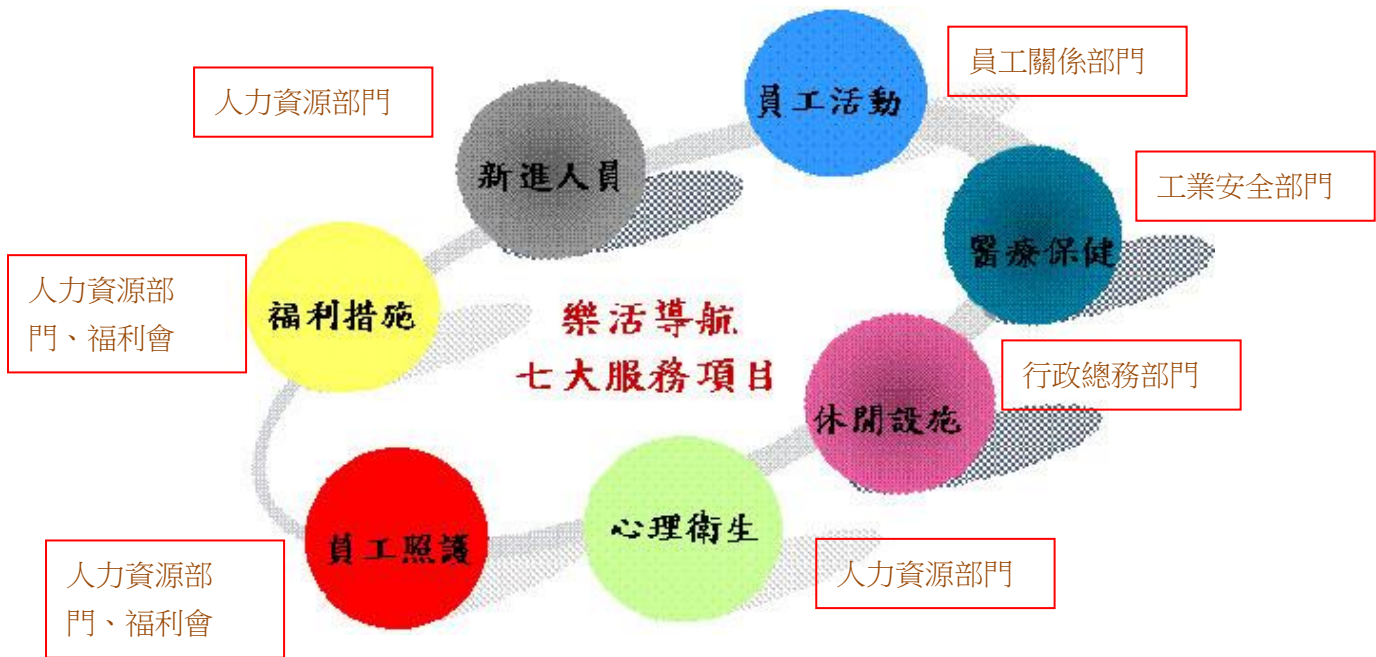 員工關係部門
員工活動
人力資源部門
新進人員
工業安全部門
醫療保健
人力資源部
門、福利會
福利措施
樂活導航
七大服務項目
行政總務部門
休閒設施
心理衛生
人力資源部門
員工照護
人力資源部
門、福利會